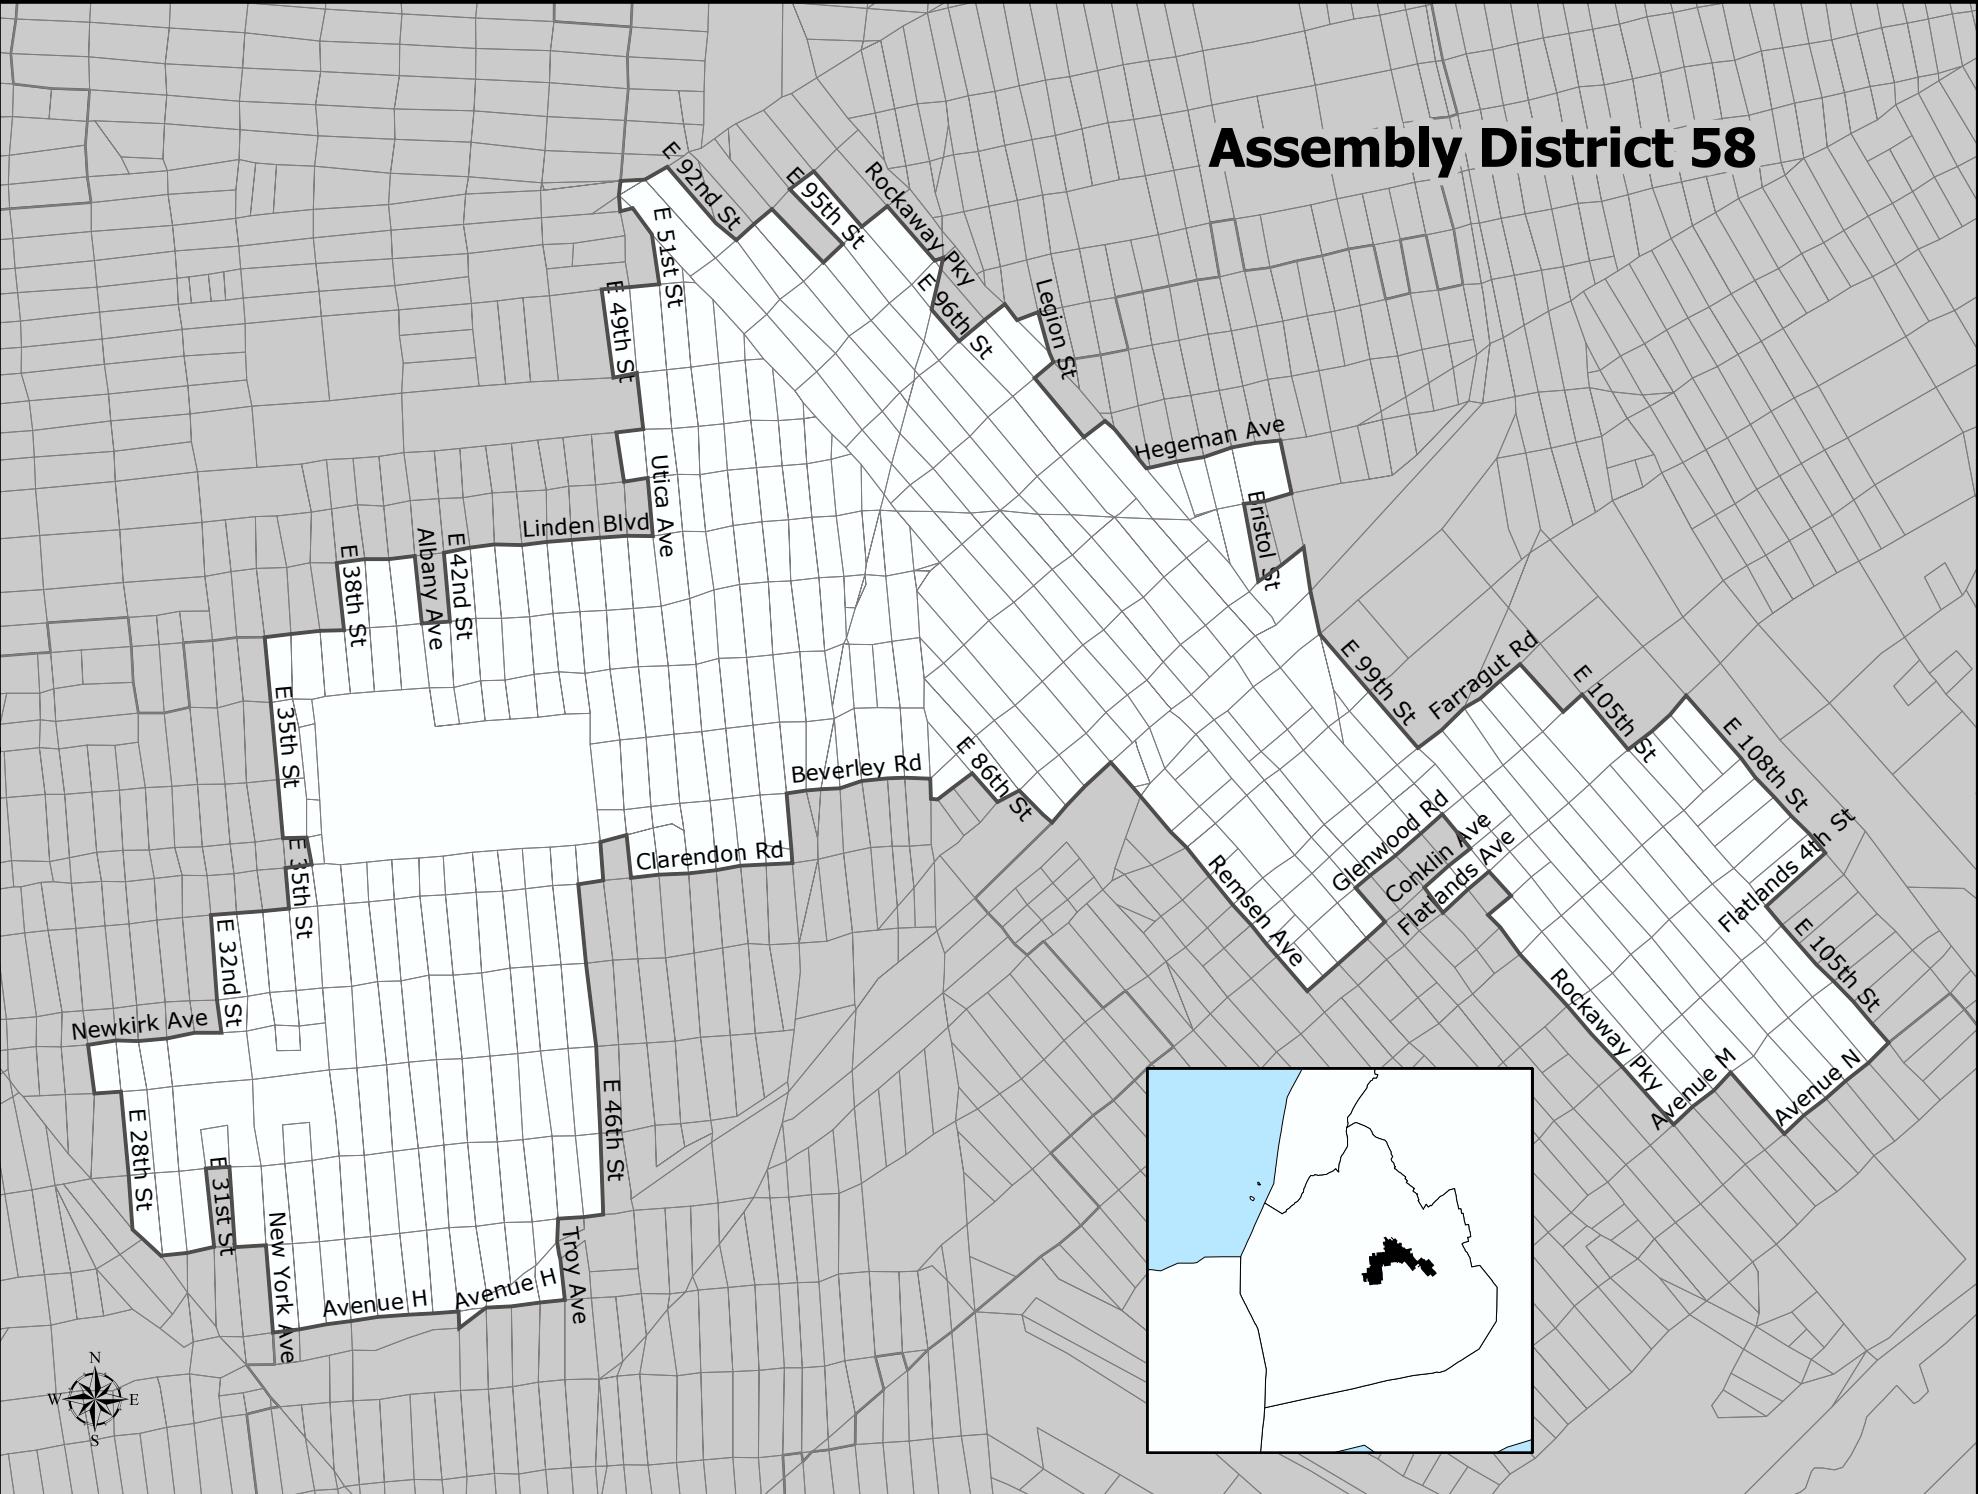 Assembly District 58
E 92nd St
E 95th St
Rockaway Pky
E 51st St
E 96th St
E 49th St
Legion St
Hegeman Ave
Utica Ave
Bristol St
Linden Blvd
Albany Ave
E 42nd St
E 38th St
E 99th St
Farragut Rd
E 105th St
E 35th St
E 108th St
E 86th St
Beverley Rd
Glenwood Rd
Conklin Ave
Flatlands Ave
Flatlands 4th St
E 35th St
Clarendon Rd
Remsen Ave
E 32nd St
E 105th St
Newkirk Ave
Rockaway Pky
Avenue M
Avenue N
E 46th St
E 28th St
E 31st St
New York Ave
Avenue H
Avenue H
Troy Ave
N
W E
S